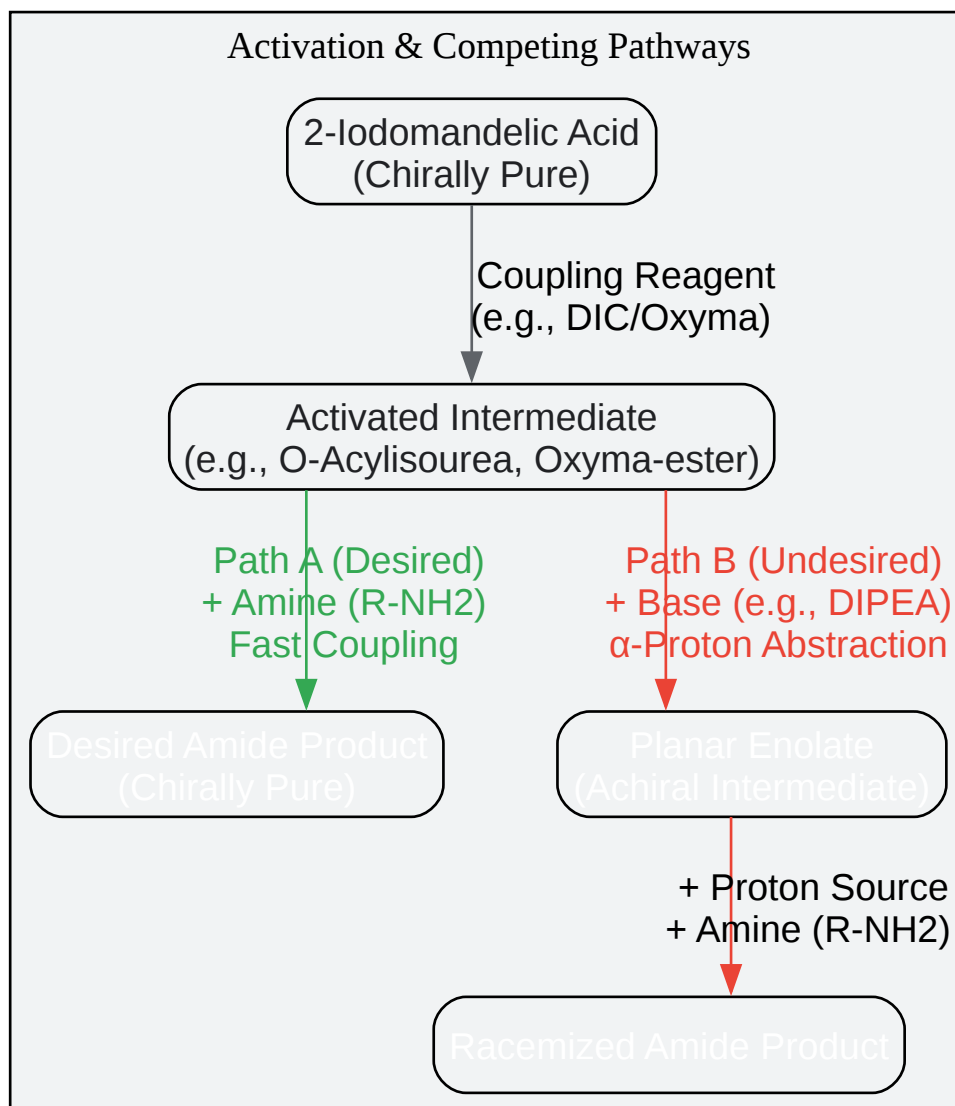 Activation & Competing Pathways
2-Iodomandelic Acid
(Chirally Pure)
Coupling Reagent
(e.g., DIC/Oxyma)
Activated Intermediate
(e.g., O-Acylisourea, Oxyma-ester)
Path A (Desired)
+ Amine (R-NH2)
Fast Coupling
Path B (Undesired)
+ Base (e.g., DIPEA)
α-Proton Abstraction
Desired Amide Product
(Chirally Pure)
Planar Enolate
(Achiral Intermediate)
+ Proton Source
+ Amine (R-NH2)
Racemized Amide Product